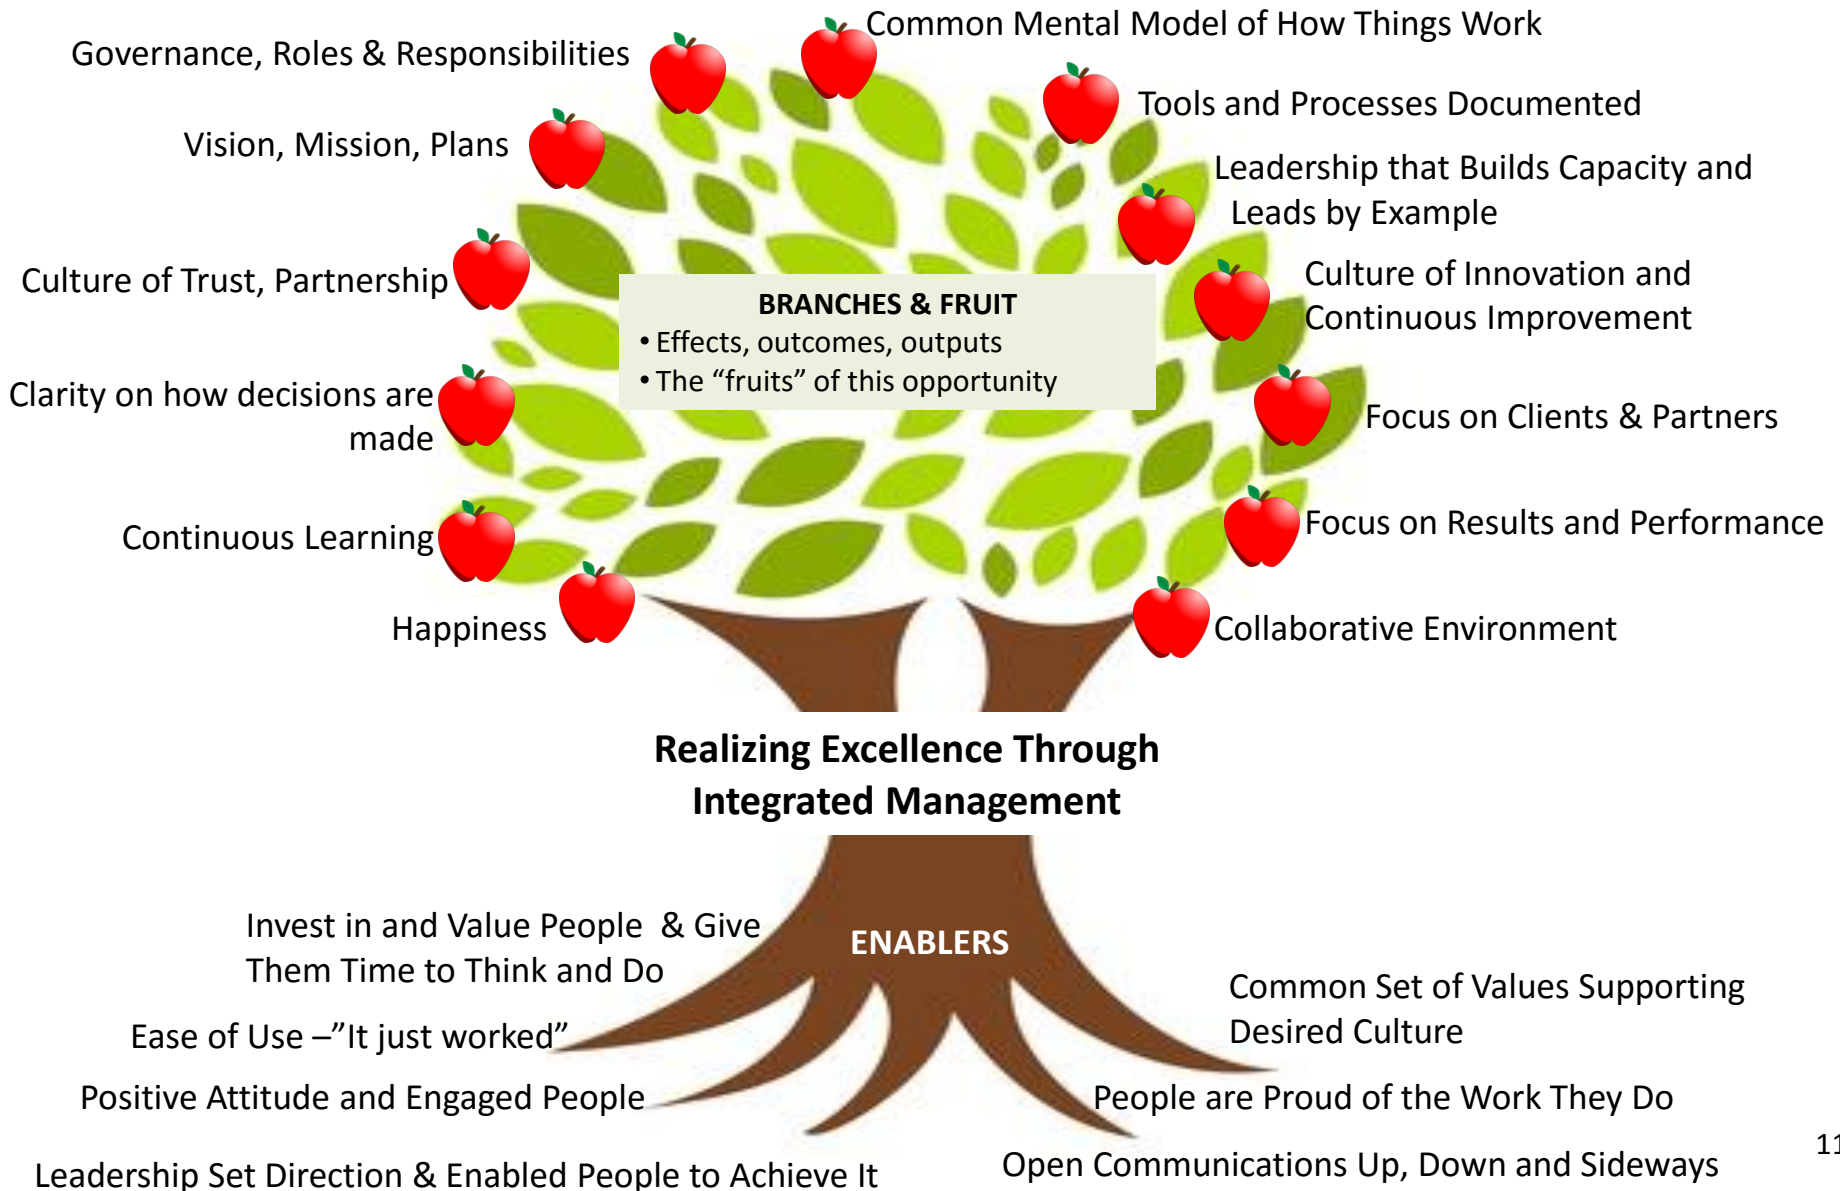 Common Mental Model of How Things Work
Governance, Roles & Responsibilities
Tools and Processes Documented
Vision, Mission, Plans
Leadership that Builds Capacity and
Leads by Example
Culture of Trust, Partnership
Culture of Innovation and
Continuous Improvement
BRANCHES & FRUIT
• Effects, outcomes, outputs
• The “fruits” of this opportunity
Clarity on how decisions are
made
Focus on Clients & Partners
Continuous Learning
Focus on Results and Performance
Happiness
Collaborative Environment
Realizing Excellence Through
Integrated Management
Invest in and Value People & Give
Them Time to Think and Do
ENABLERS
Common Set of Values Supporting
Desired Culture
Ease of Use –”It just worked”
Positive Attitude and Engaged People
People are Proud of the Work They Do
Leadership Set Direction & Enabled People to Achieve It
Open Communications Up, Down and Sideways
11